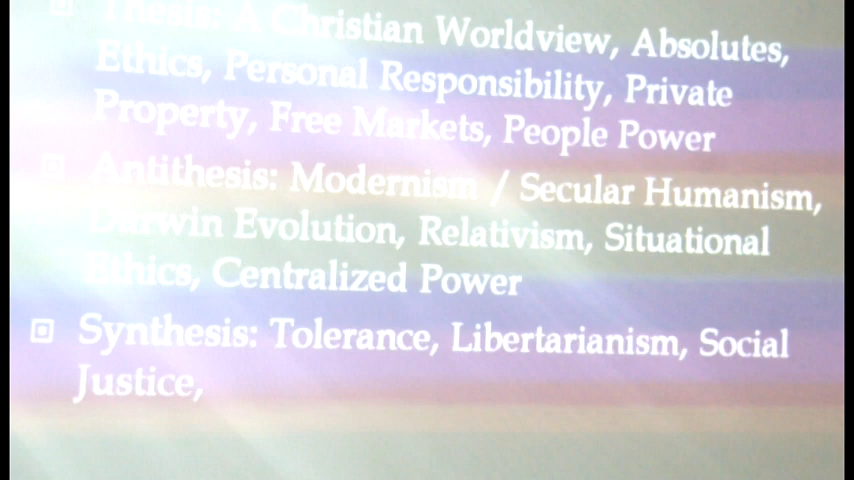 Thesis: A Christian Worldview, Absolutes,
Ethics, Personal Responsibility, Private
Property, Free Markets, People Power
Antithesis: Modernism / Secular Humanism,
Darwin Evolution, Relativism, Situational
Ethics, Centralized Power
Synthesis: Tolerance, Libertarianism, Social
Justice,